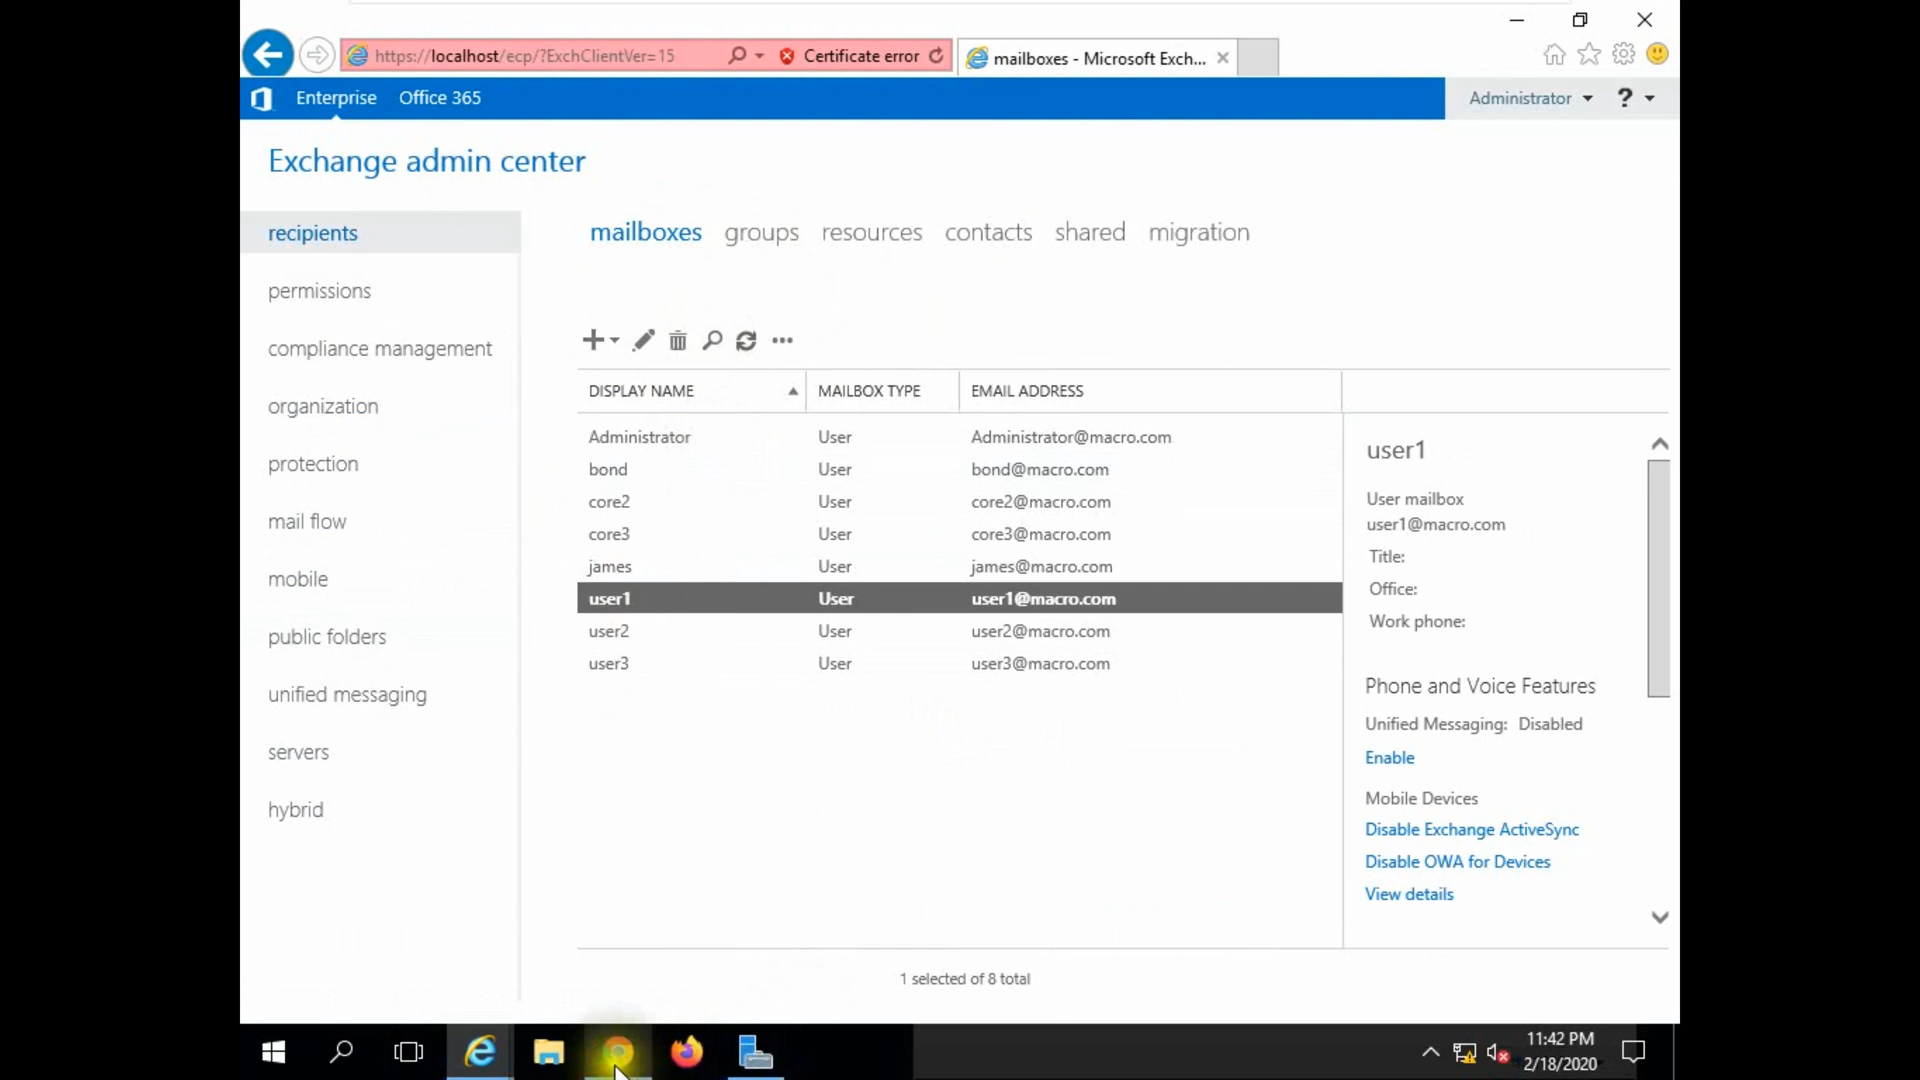 https://localhost/ecp/?ExchClientVer=15
Certificate error
mailboxes - Microsoft Exch...
Enterprise
Office 365
Administrator
?
Exchange admin center
recipients
permissions
compliance management
organization
protection
mail flow
mobile
public folders
unified messaging
servers
hybrid
mailboxes groups resources contacts shared migration
DISPLAY NAME MAILBOX TYPE EMAIL ADDRESS
Administrator User Administrator@macro.com
bond User bond@macro.com
core2 User core2@macro.com
core3 User core3@macro.com
james User james@macro.com
user1 User user1@macro.com
user2 User user2@macro.com
user3 User user3@macro.com
1 selected of 8 total
user1
User mailbox
user1@macro.com
Title:
Office:
Work phone:
Phone and Voice Features
Unified Messaging: Disabled
Enable
Mobile Devices
Disable Exchange ActiveSync
Disable OWA for Devices
View details
11:42 PM
2/18/2020